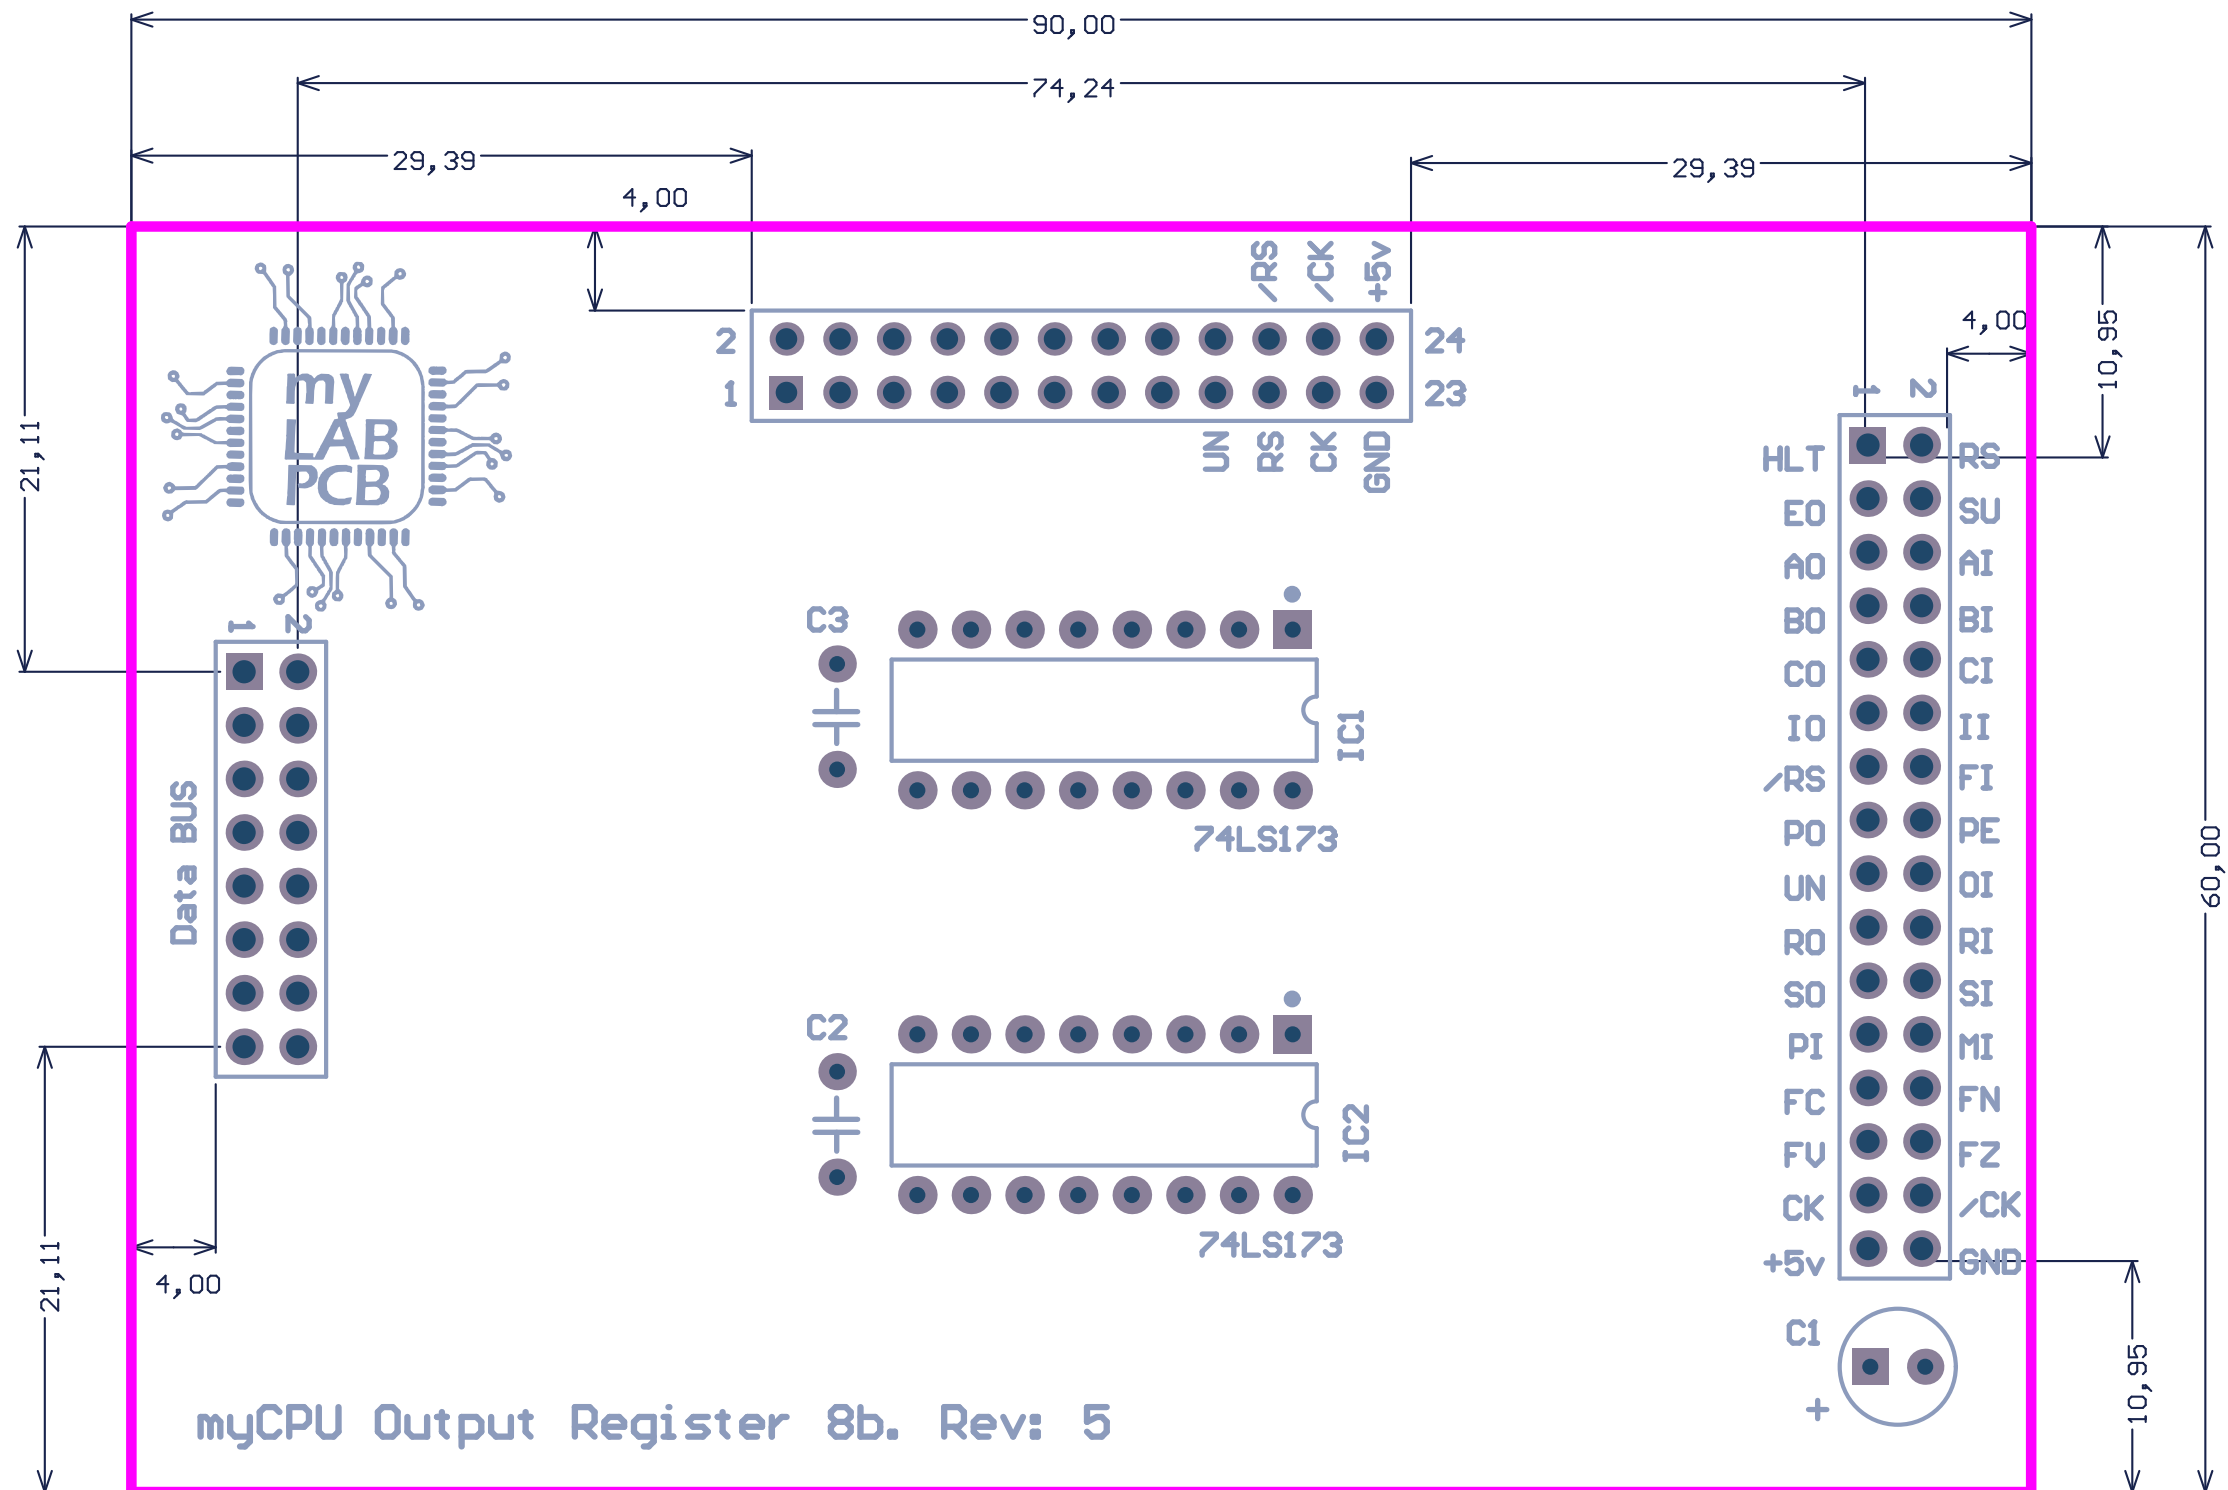 90,00
74,24
29,39
29,39
4,00
/RS
/CK
+5v
4,00
10,95
2
24
1
23
1
2
my
LAB
PCB
21,11
UN
RS
CK
GND
HLT
RS
EO
SU
AO
AI
BO
BI
CO
CI
IO
II
/RS
FI
PO
PE
UN
OI
RO
RI
SO
SI
PI
MI
FC
FN
FV
FZ
CK
/CK
+5v
GND
1
2
C3
IC1
74LS173
Data BUS
60,00
C2
IC2
74LS173
21,11
4,00
C1
+
10,95
myCPU Output Register 8b. Rev: 5